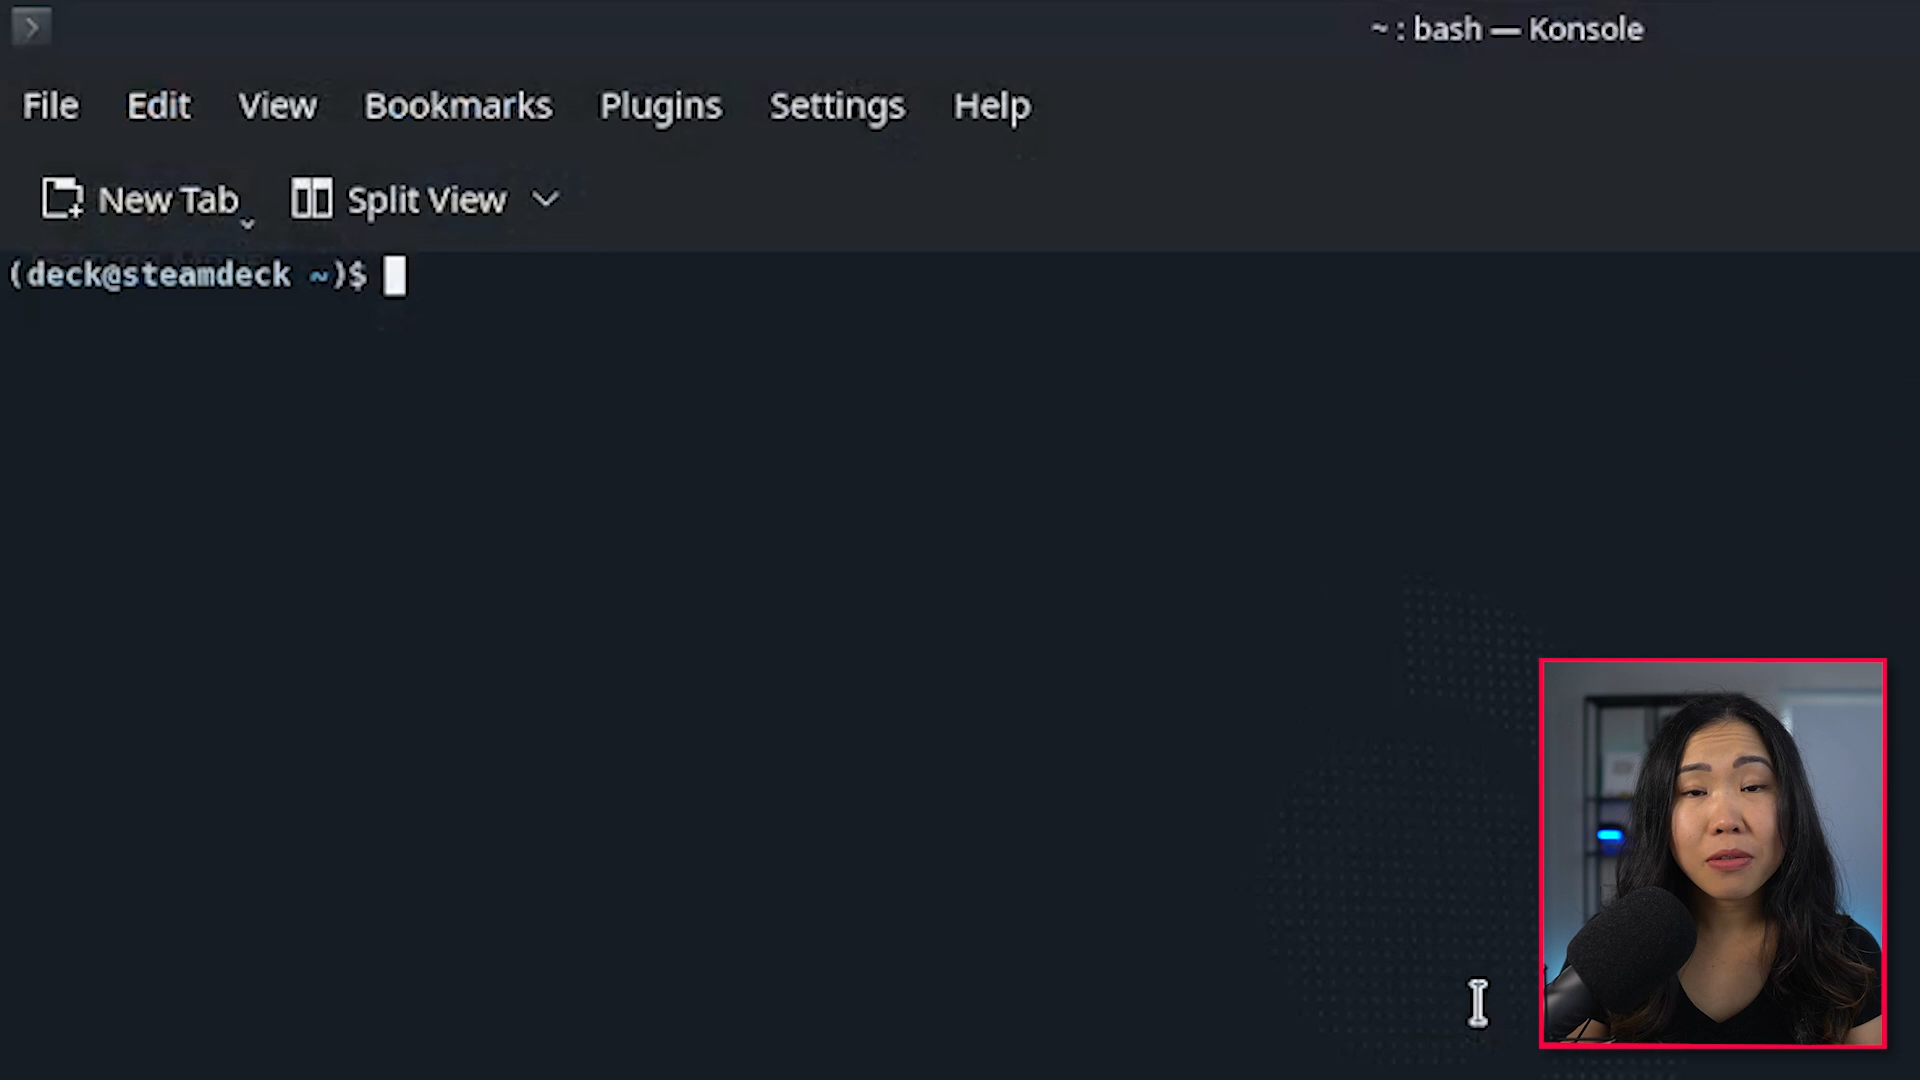 ~ : bash — Konsole
File Edit View Bookmarks Plugins Settings Help
New Tab Split View
(deck@steamdeck ~)$